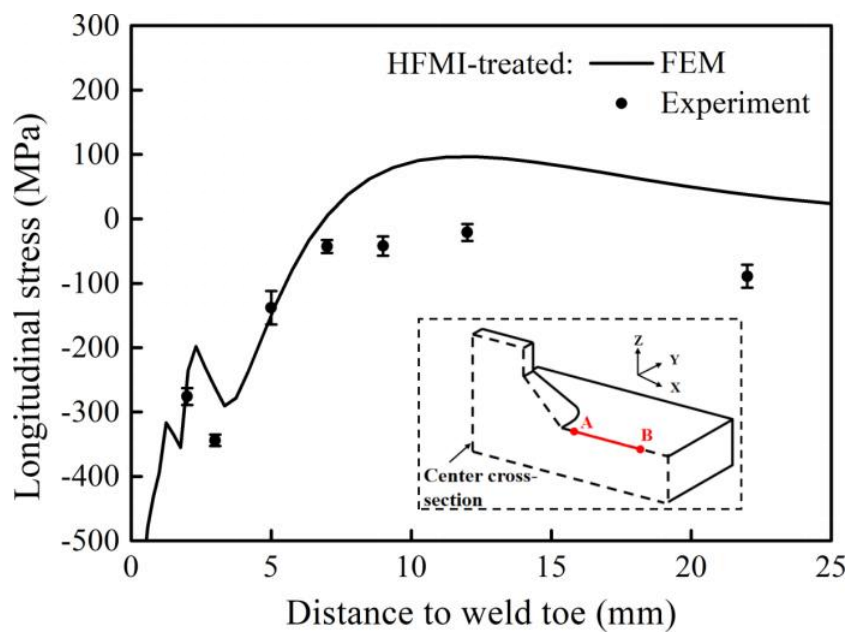 300
200
100
0
-100
-200
-300
-400
-500
Longitudinal stress (MPa)
HFMI-treated: FEM
Experiment
Z
Y
X
A
B
Center cross-
section
0 5 10 15 20 25
Distance to weld toe (mm)